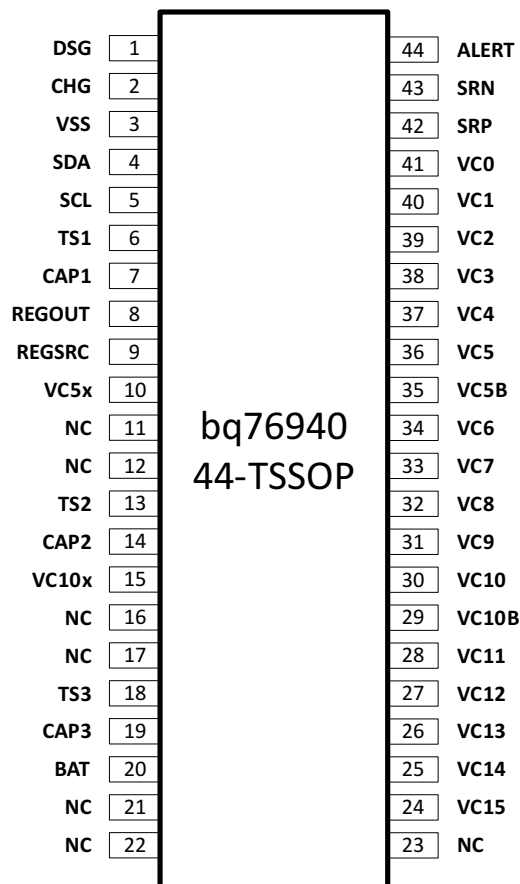 DSG 1 44 ALERT
CHG 2 43 SRN
VSS 3 42 SRP
SDA 4 41 VC0
SCL 5 40 VC1
TS1 6 39 VC2
CAP1 7 38 VC3
REGOUT 8 37 VC4
REGSRC 9 36 VC5
VC5x 10 35 VC5B
NC 11 34 VC6
bq76940
NC 12 33 VC7
44-TSSOP
TS2 13 32 VC8
CAP2 14 31 VC9
VC10x 15 30 VC10
NC 16 29 VC10B
NC 17 28 VC11
TS3 18 27 VC12
CAP3 19 26 VC13
BAT 20 25 VC14
NC 21 24 VC15
NC 22 23 NC